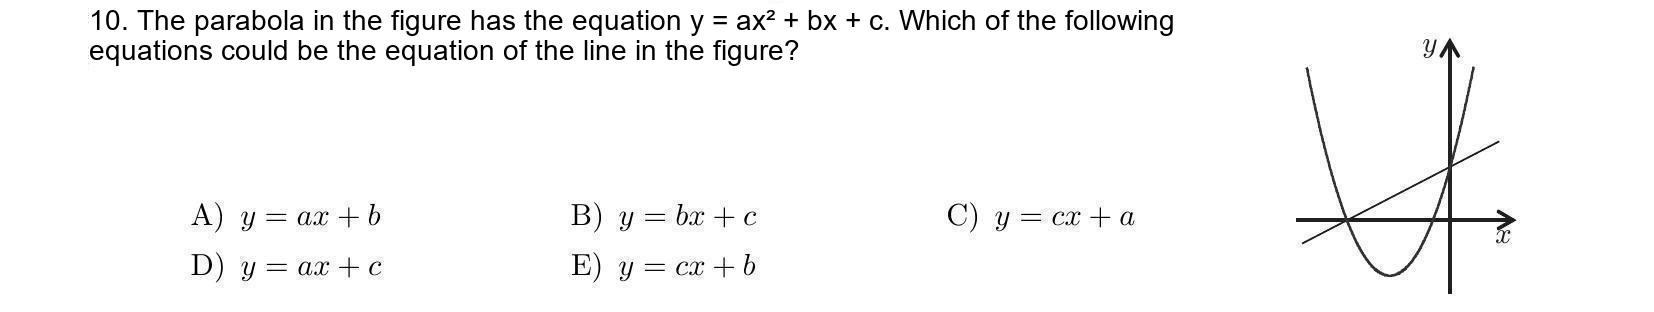 10. The parabola in the figure has the equation y = ax² + bx + c. Which of the following
equations could be the equation of the line in the figure?
y
x
A) y = ax + b
B) y = bx + c
C) y = cx + a
D) y = ax + c
E) y = cx + b